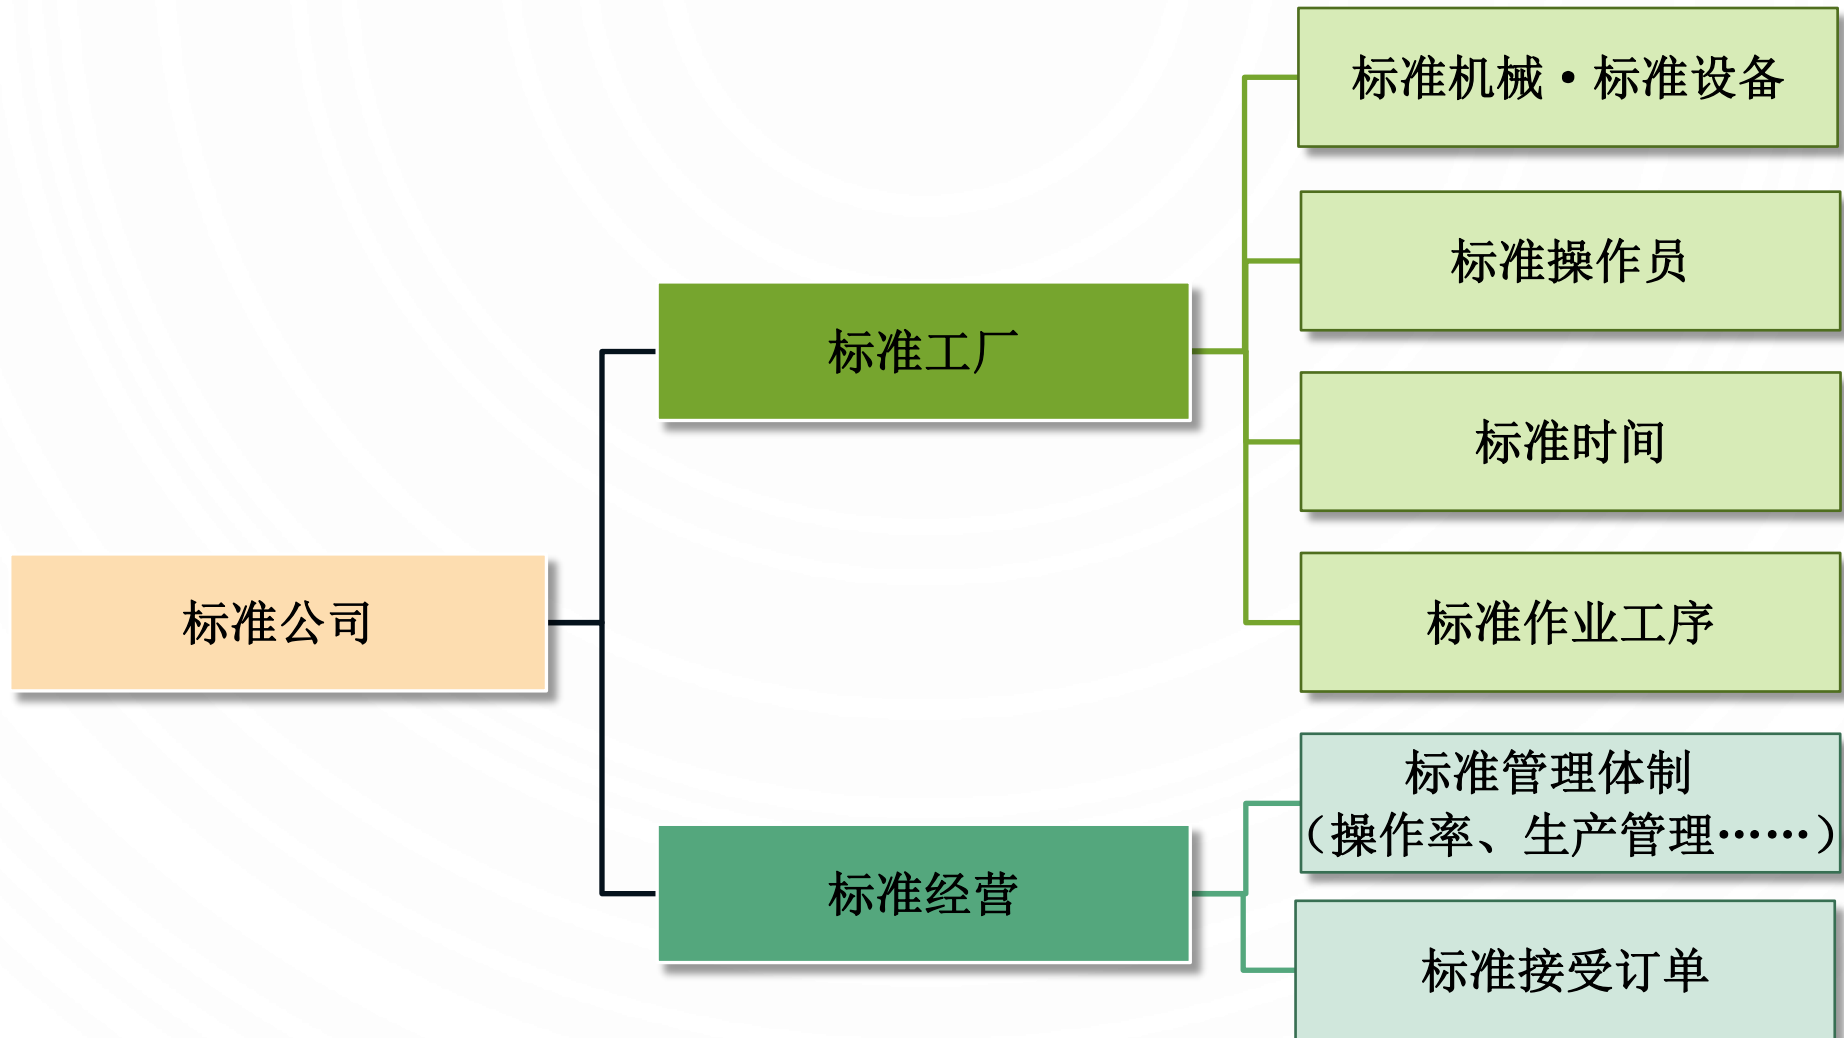 标准机械·标准设备
标准操作员
标准工厂
标准时间
标准公司
标准作业工序
标准管理体制
（操作率、生产管理……）
标准经营
标准接受订单